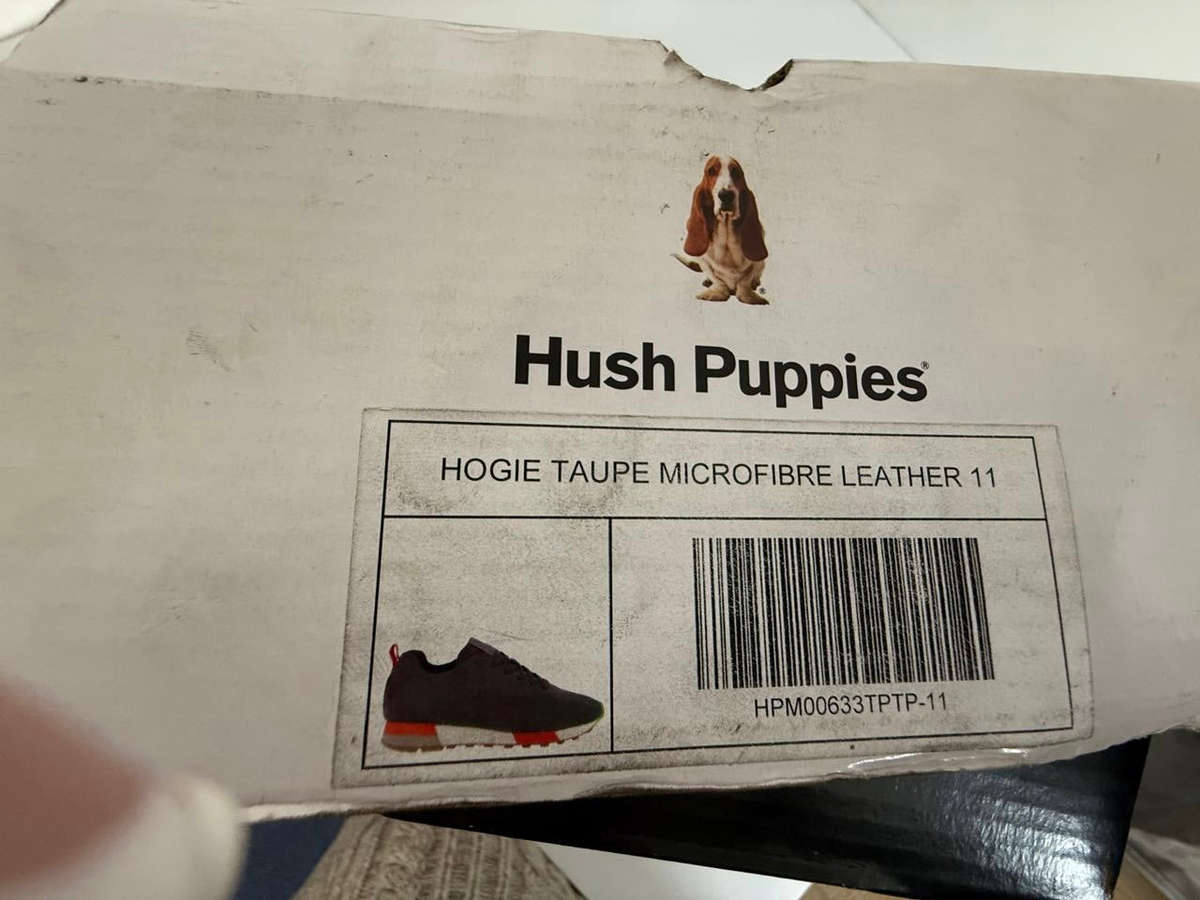 Hush Puppies®
HOGIE TAUPE MICROFIBRE LEATHER 11
HPM00633TPTP-11